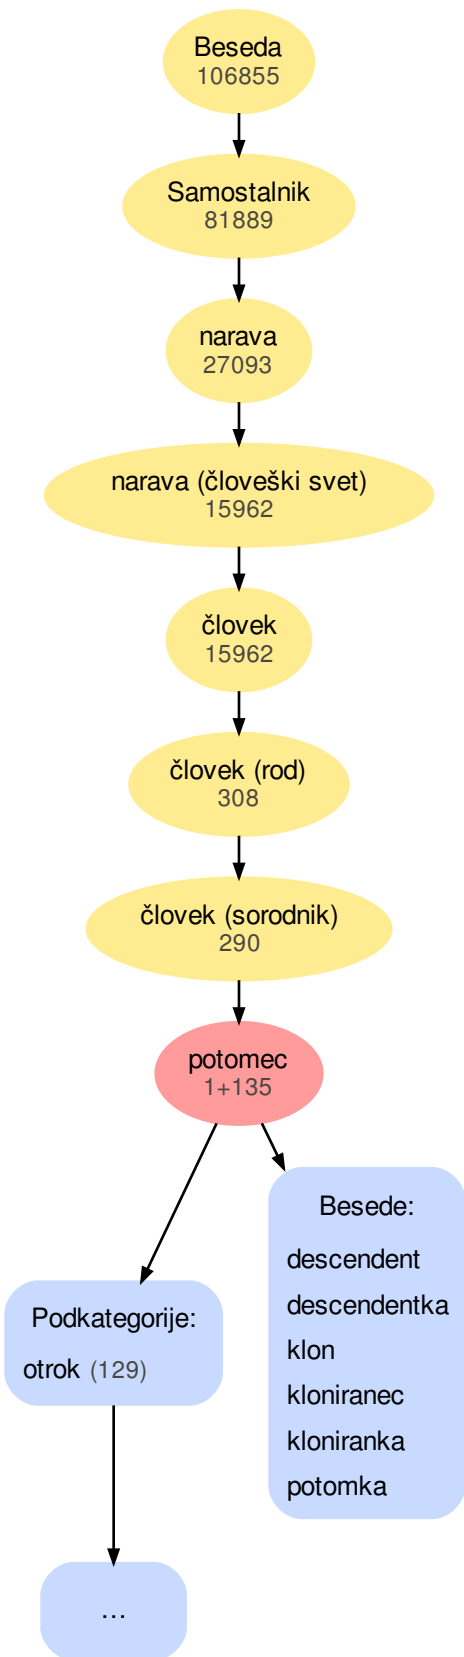 Beseda
106855
Samostalnik
81889
narava
27093
narava (človeški svet)
15962
človek
15962
človek (rod)
308
človek (sorodnik)
290
potomec
1+135
Podkategorije:
otrok (129)
...
Besede:
descendent
descendentka
klon
kloniranec
kloniranka
potomka